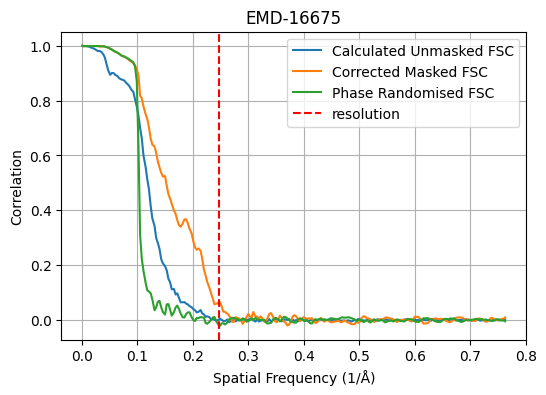 EMD-16675
Calculated Unmasked FSC
Corrected Masked FSC
Phase Randomised FSC
resolution
Correlation
1.0
0.8
0.6
0.4
0.2
0.0
0.0 0.1 0.2 0.3 0.4 0.5 0.6 0.7 0.8
Spatial Frequency (1/Å)